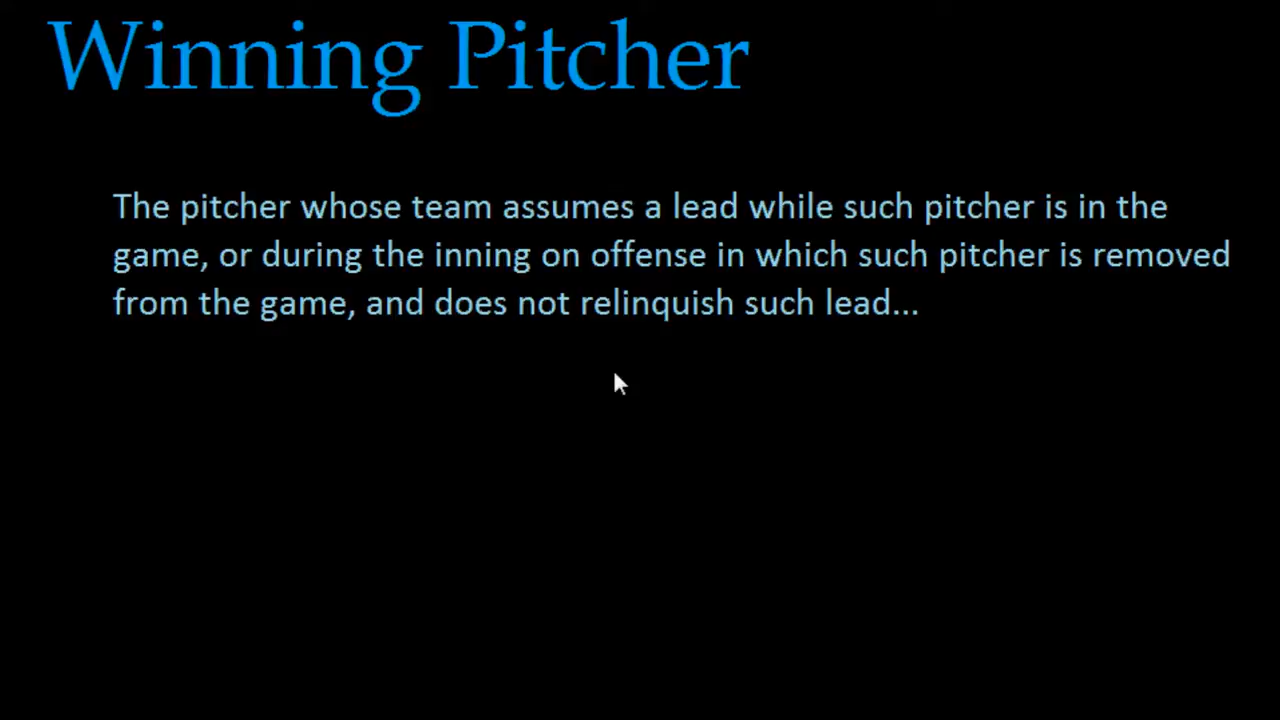 Winning Pitcher
The pitcher whose team assumes a lead while such pitcher is in the
game, or during the inning on offense in which such pitcher is removed
from the game, and does not relinquish such lead...